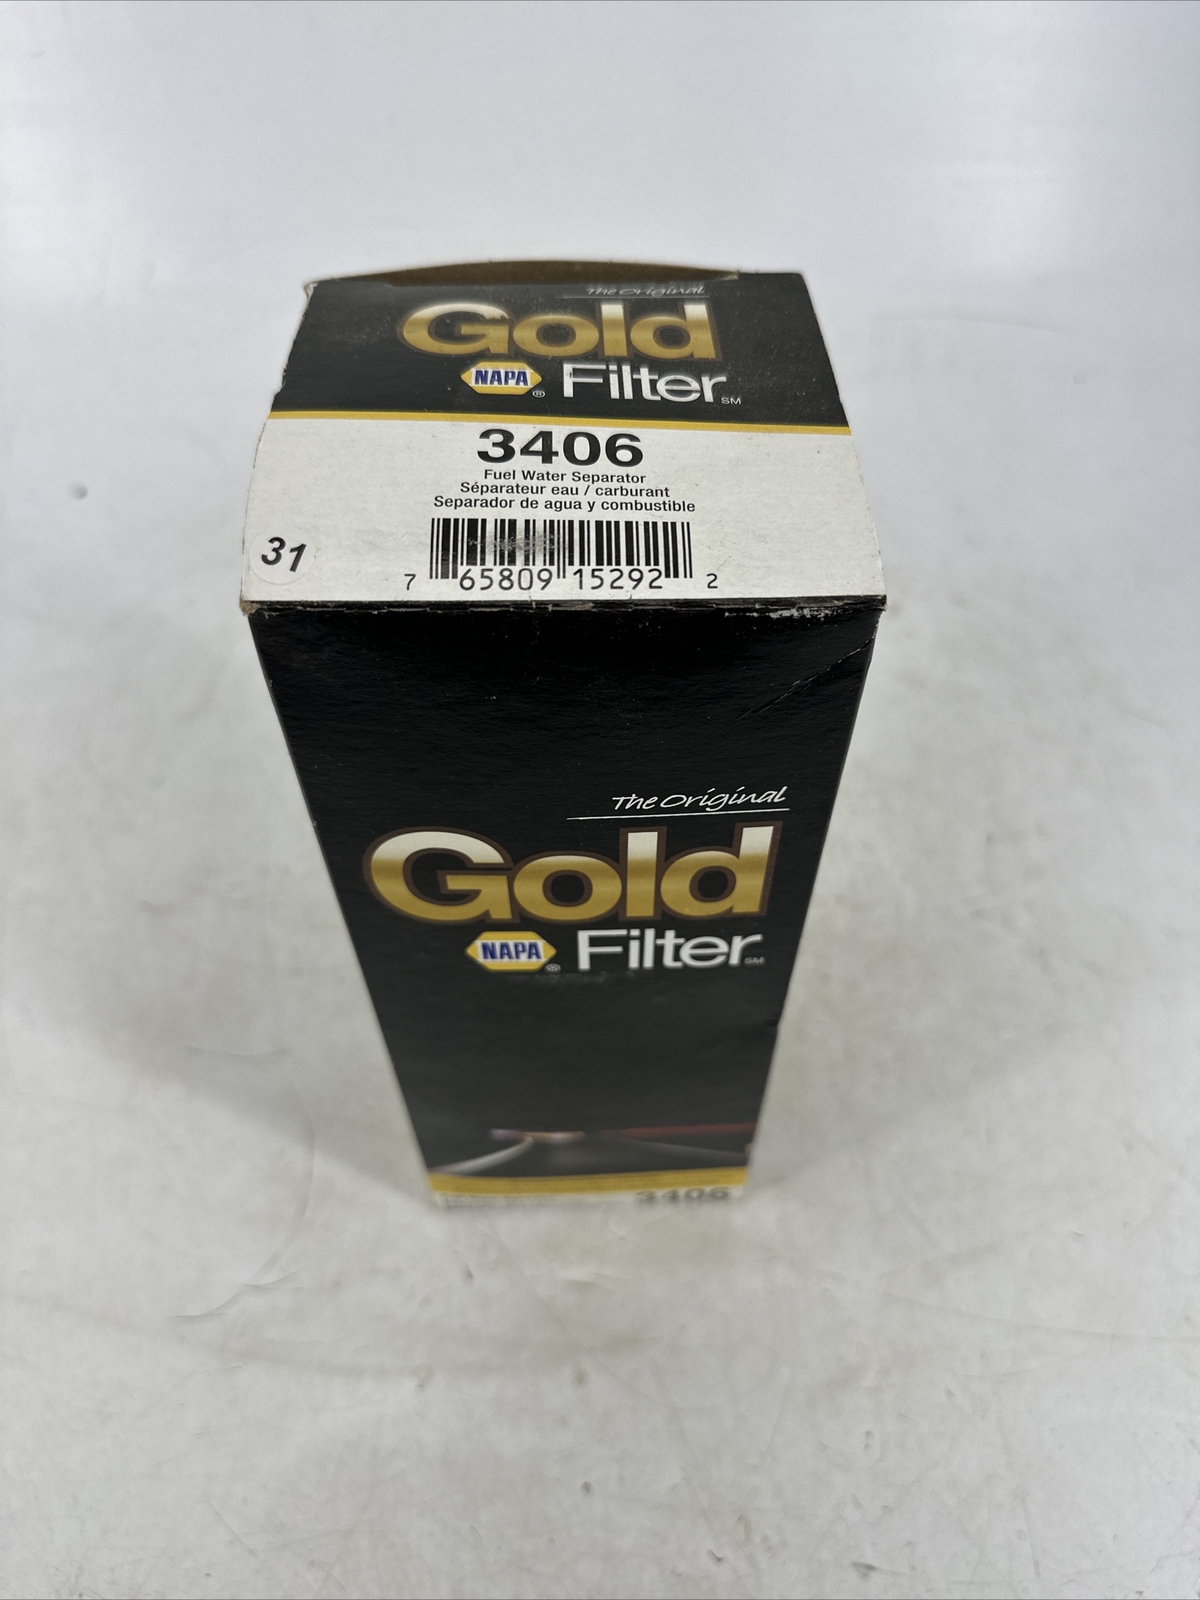 The Original
Gold
NAPA® Filter SM
3406
Fuel Water Separator
Séparateur eau / carburant
Separador de agua y combustible
31
7 65809 15292 2
The Original
Gold
NAPA® Filter SM
3406